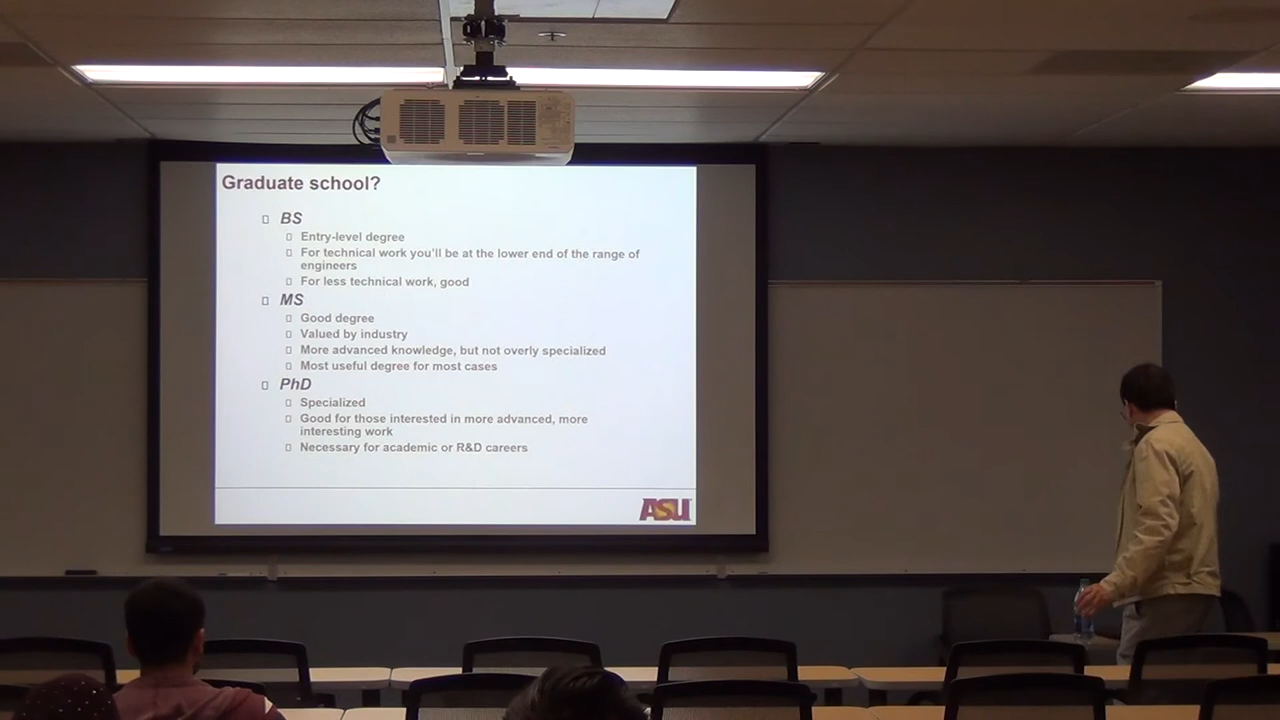 Graduate school?
BS
Entry-level degree
For technical work you'll be at the lower end of the range of
engineers
For less technical work, good
MS
Good degree
Valued by industry
More advanced knowledge, but not overly specialized
Most useful degree for most cases
PhD
Specialized
Good for those interested in more advanced, more
interesting work
Necessary for academic or R&D careers
ASU